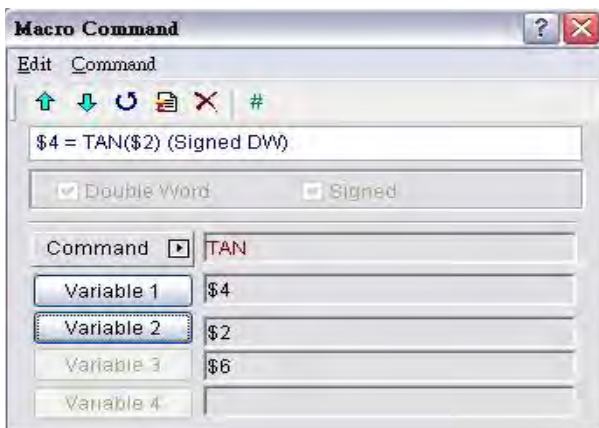 Macro Command
Edit Command
#
$4 = TAN($2) (Signed DW)
Double Word Signed
Command TAN
Variable 1 $4
Variable 2 $2
Variable 3 $6
Variable 4